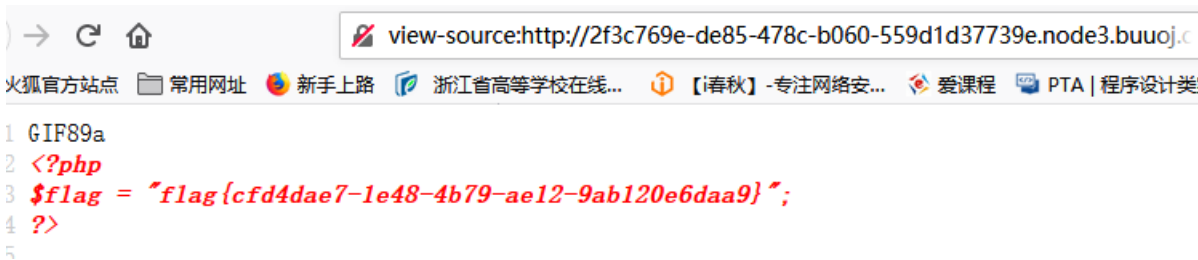 view-source:http://2f3c769e-de85-478c-b060-559d1d37739e.node3.buuoj.c
火狐官方站点 常用网址 新手上路 浙江省高等学校在线... 【i春秋】-专注网络安... 爱课程 PTA | 程序设计类
1 GIF89a
2 <?php
3 $flag = "flag{cfd4dae7-1e48-4b79-ae12-9ab120e6daa9}";
4 ?>
5